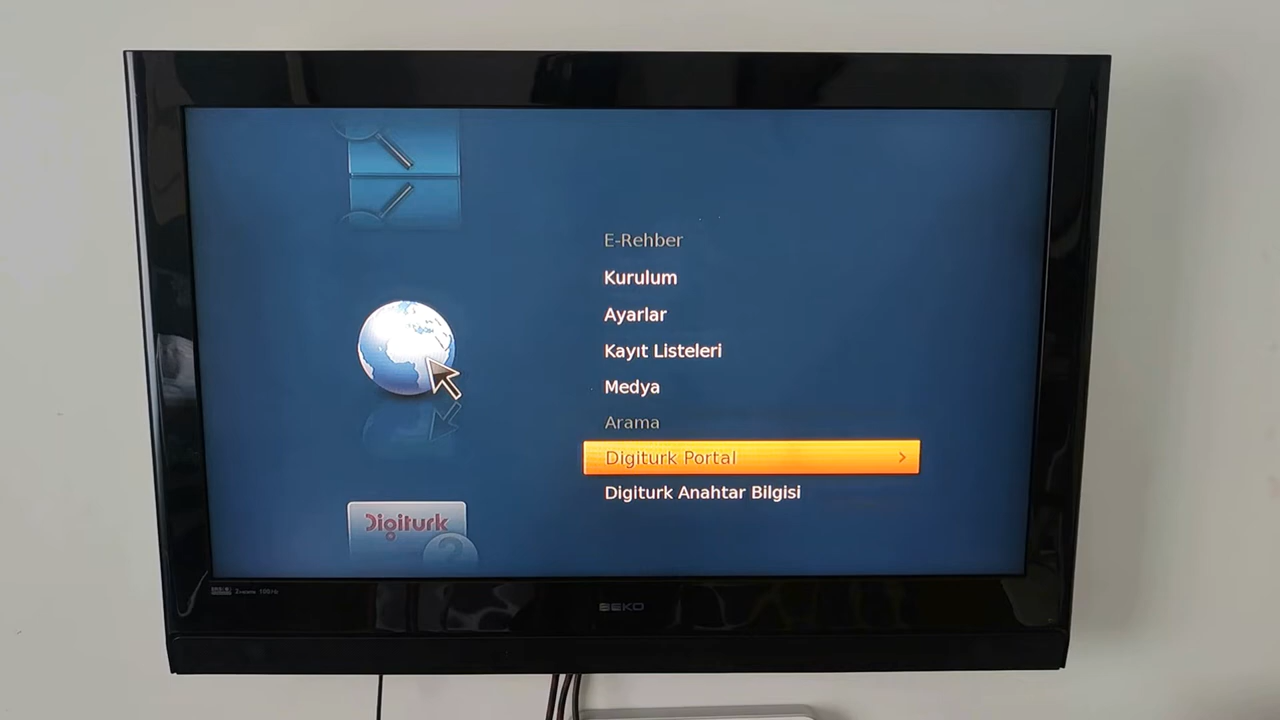 E-Rehber
Kurulum
Ayarlar
Kayıt Listeleri
Medya
Arama
Digiturk Portal
Digiturk Anahtar Bilgisi
Digiturk
?
BEKO